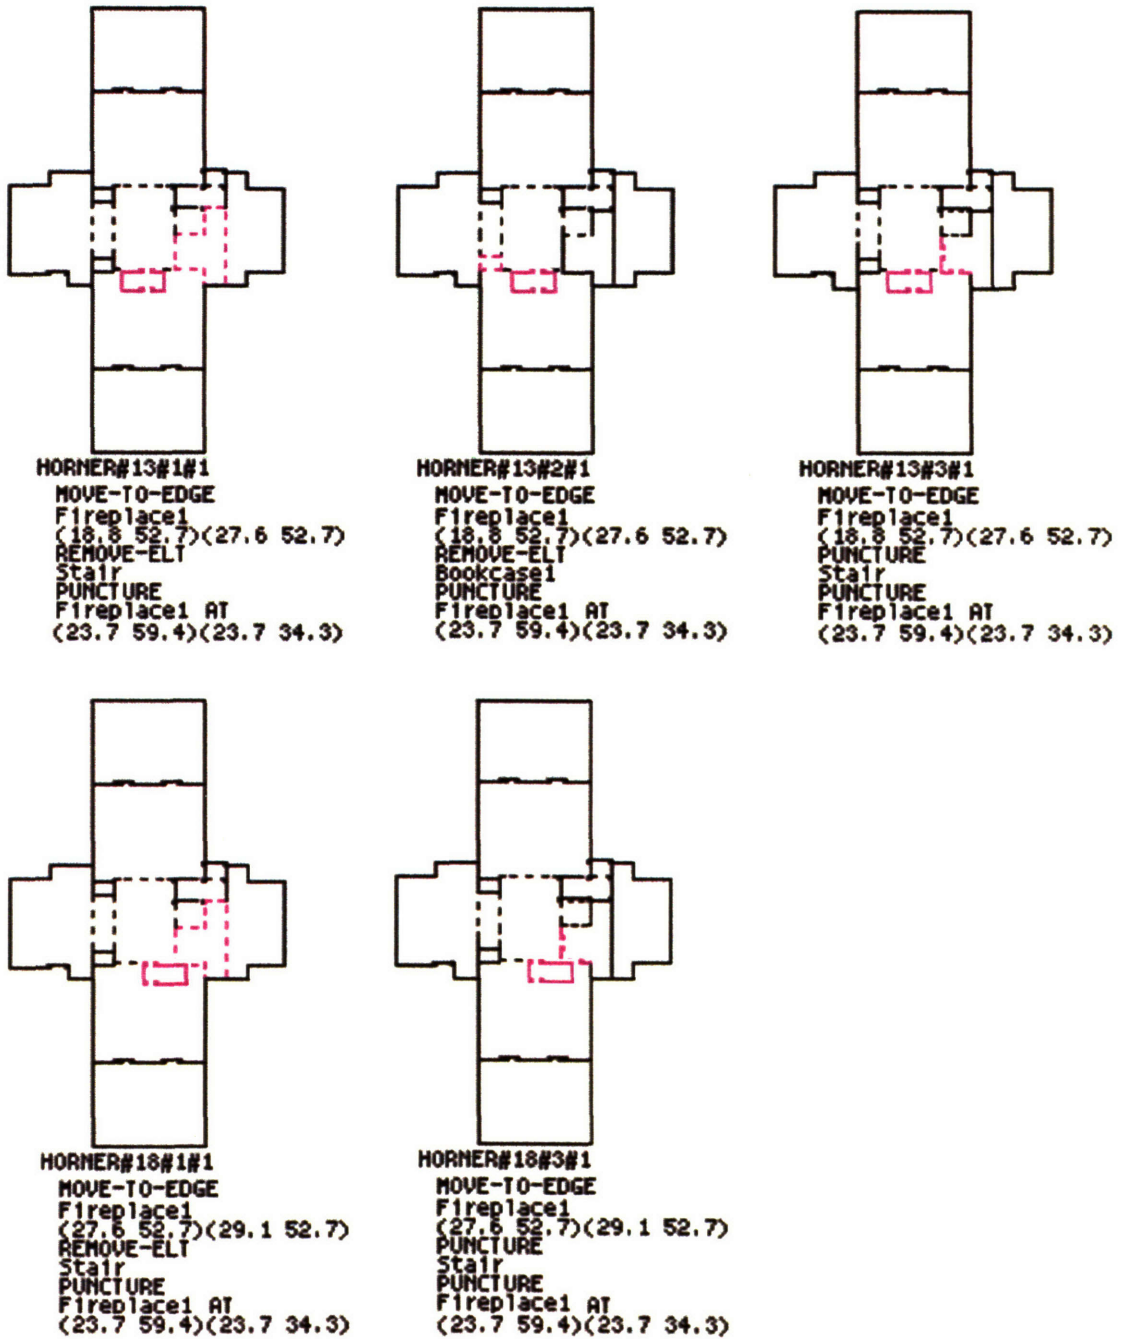 HORNER#13#1#1
MOVE-TO-EDGE
Fireplace1
(18.8 52.7)(27.6 52.7)
REMOVE-ELT
Stair
PUNCTURE
Fireplace1 AT
(23.7 59.4)(23.7 34.3)
HORNER#13#2#1
MOVE-TO-EDGE
Fireplace1
(18.8 52.7)(27.6 52.7)
REMOVE-ELT
Bookcase1
PUNCTURE
Fireplace1 AT
(23.7 59.4)(23.7 34.3)
HORNER#13#3#1
MOVE-TO-EDGE
Fireplace1
(18.8 52.7)(27.6 52.7)
PUNCTURE
Stair
PUNCTURE
Fireplace1 AT
(23.7 59.4)(23.7 34.3)
HORNER#18#1#1
MOVE-TO-EDGE
Fireplace1
(27.6 52.7)(29.1 52.7)
REMOVE-ELT
Stair
PUNCTURE
Fireplace1 AT
(23.7 59.4)(23.7 34.3)
HORNER#18#3#1
MOVE-TO-EDGE
Fireplace1
(27.6 52.7)(29.1 52.7)
PUNCTURE
Stair
PUNCTURE
Fireplace1 AT
(23.7 59.4)(23.7 34.3)